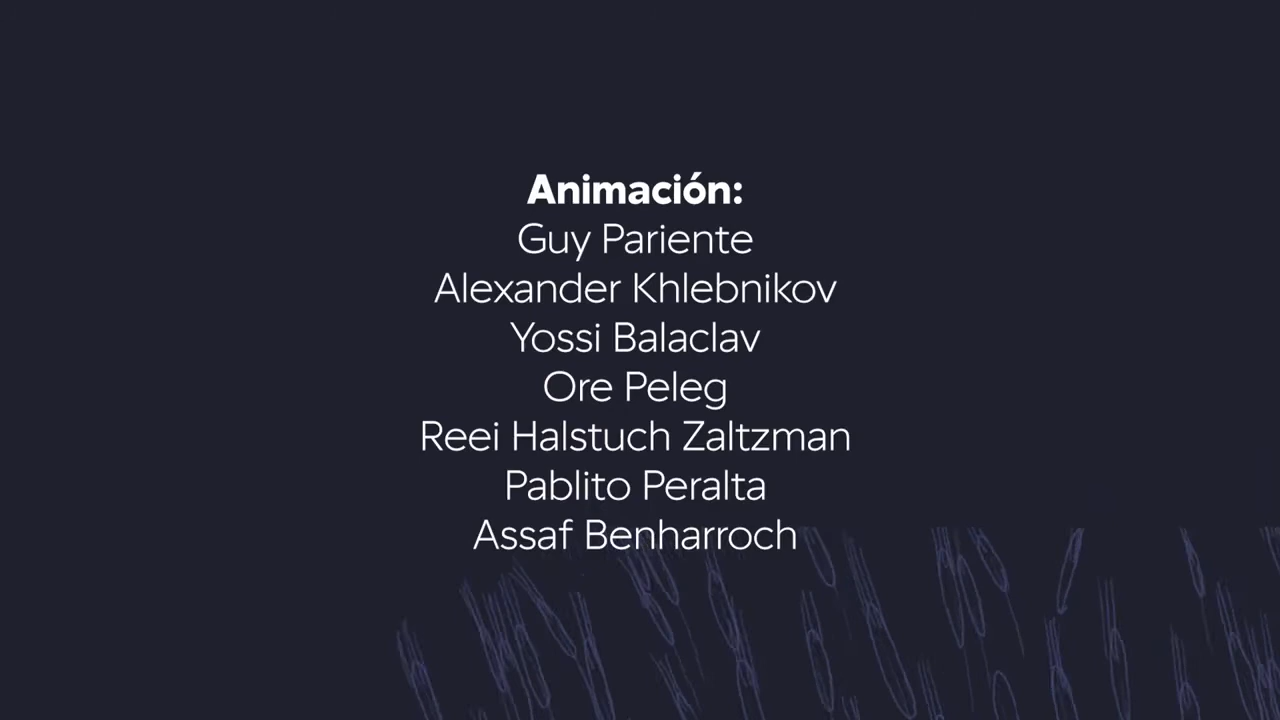 Animación:
Guy Pariente
Alexander Khlebnikov
Yossi Balaclav
Ore Peleg
Reei Halstuch Zaltzman
Pablito Peralta
Assaf Benharroch